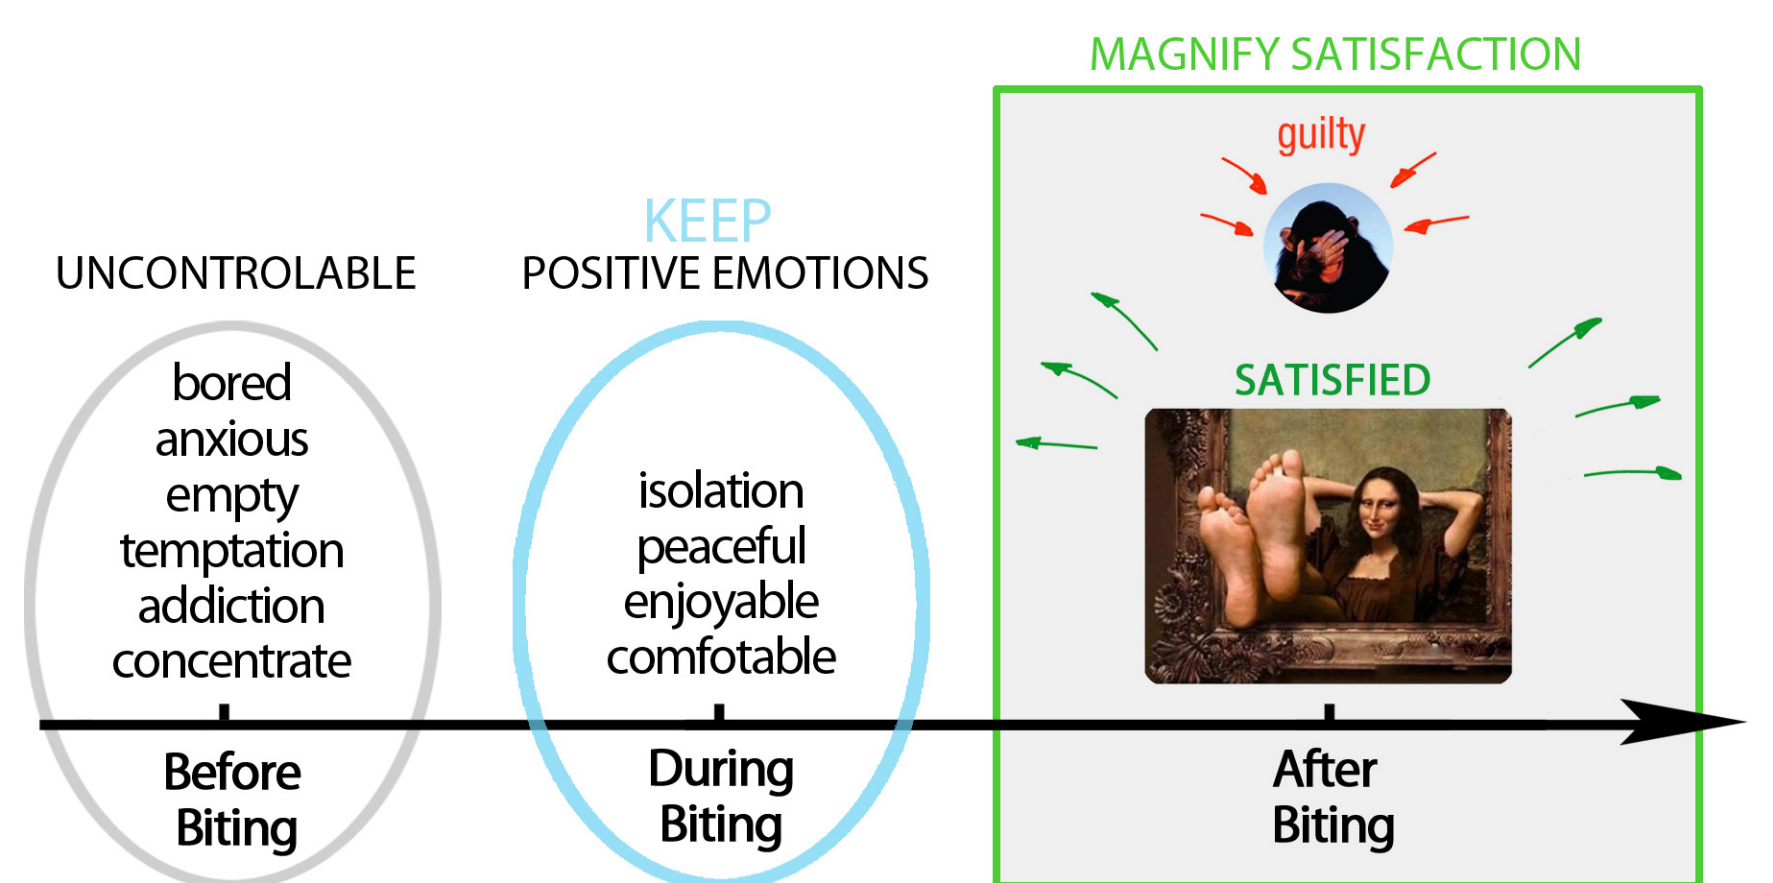 MAGNIFY SATISFACTION
guilty
KEEP
UNCONTROLABLE
POSITIVE EMOTIONS
SATISFIED
bored
anxious
empty
temptation
addiction
concentrate
isolation
peaceful
enjoyable
comfotable
Before
Biting
During
Biting
After
Biting